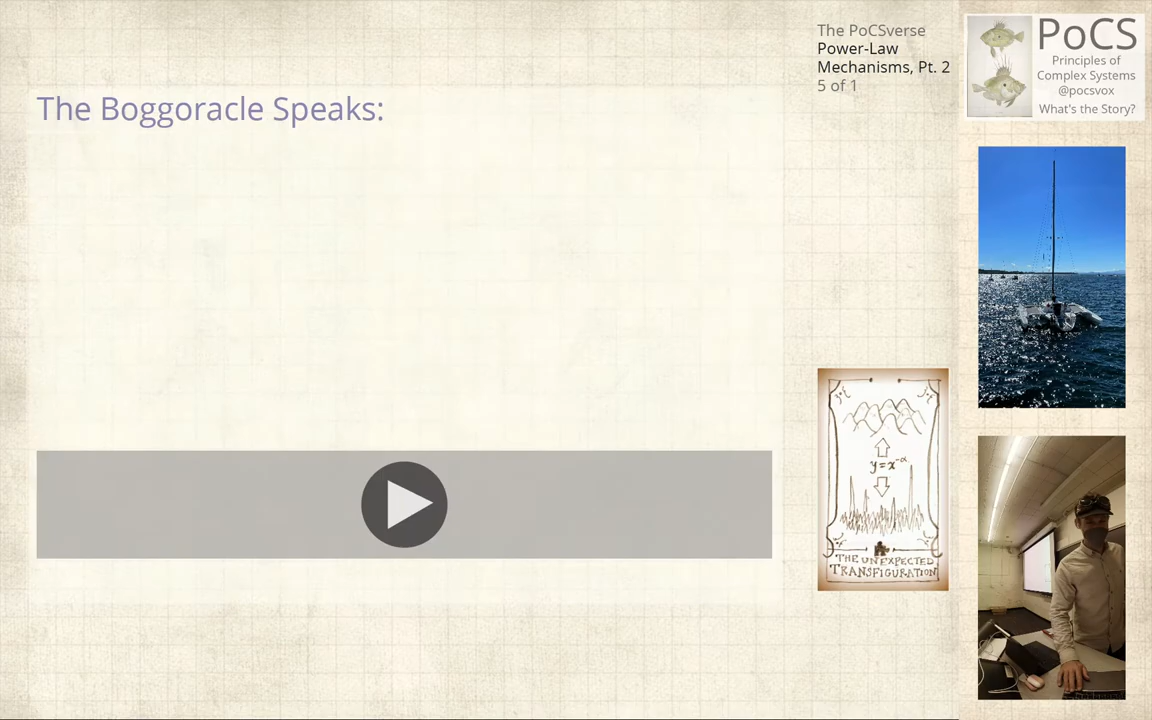 The PoCSverse
Power-Law
Mechanisms, Pt. 2
5 of 1
PoCS
Principles of
Complex Systems
@pocsvox
What's the Story?
The Boggoracle Speaks:
y=x^-α
THE UNEXPECTED
TRANSFIGURATION